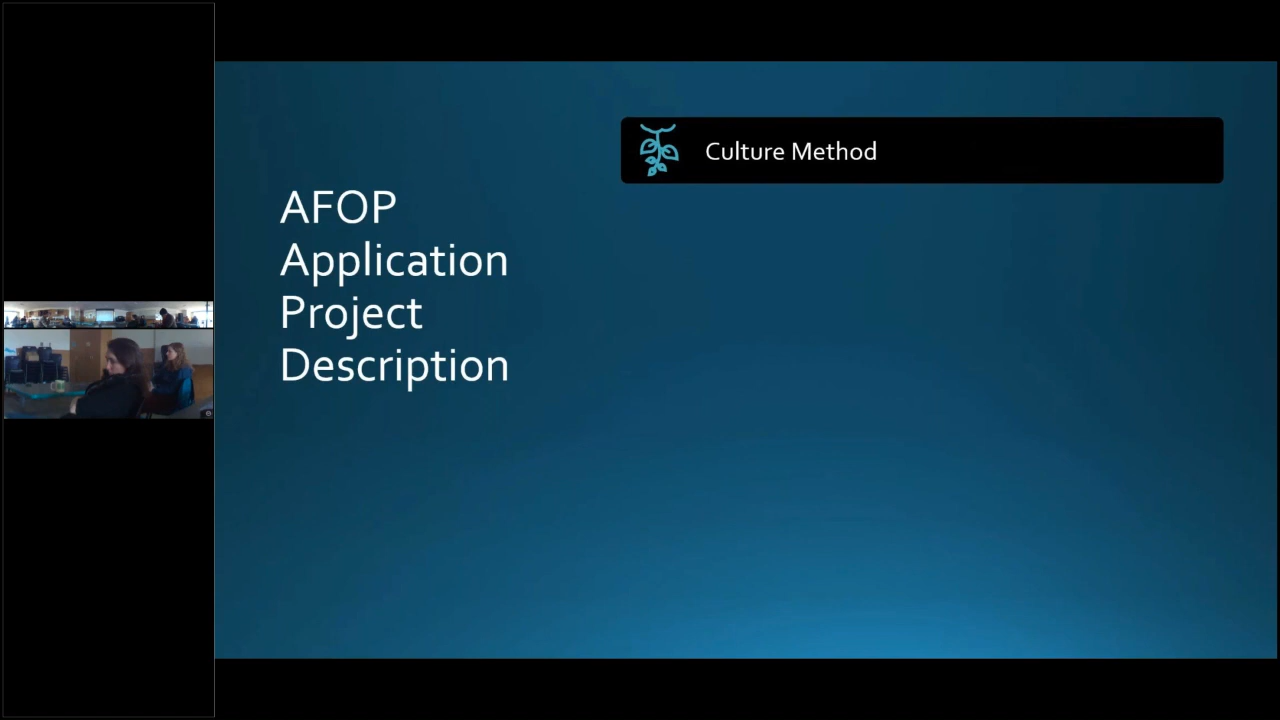 AFOP
Application
Project
Description
Culture Method